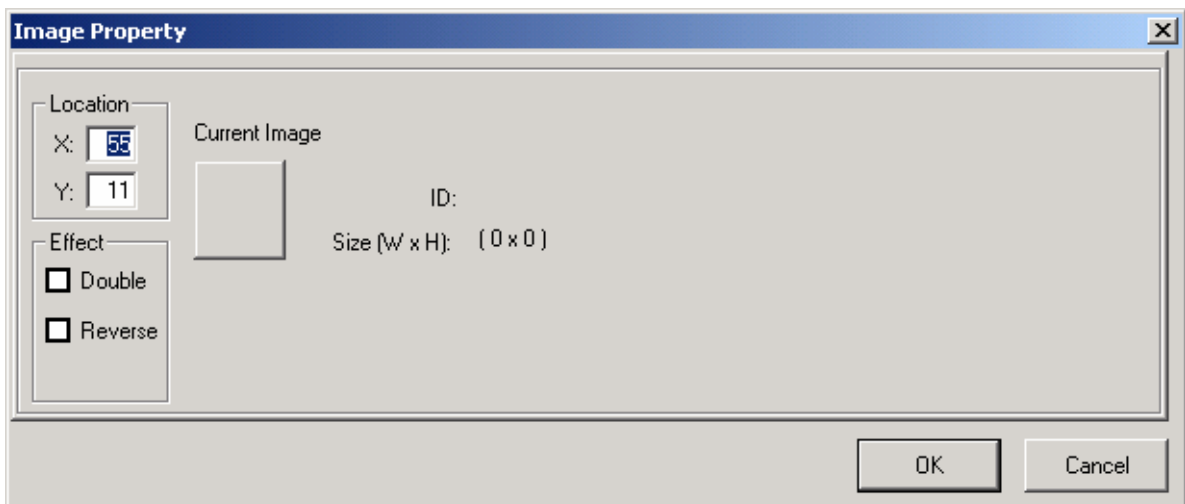 Image Property
Location
X: 55
Y: 11
Current Image
ID:
Size (W x H): ( 0 x 0 )
Effect
Double
Reverse
OK
Cancel